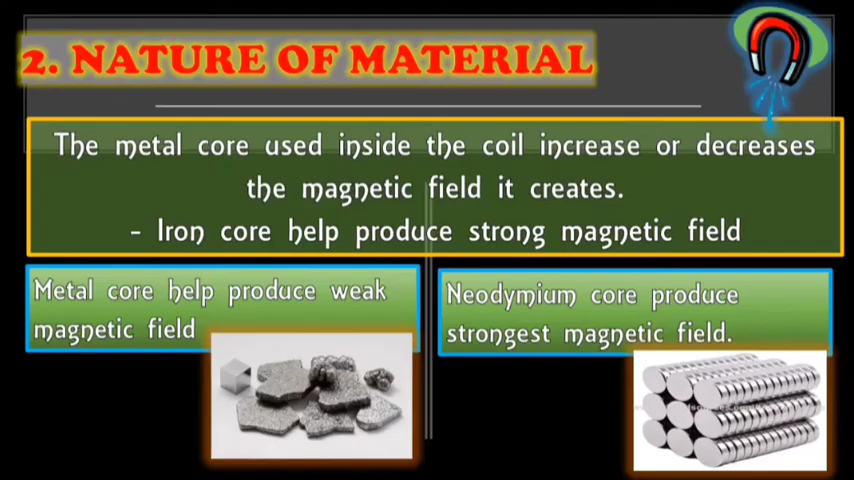 2. NATURE OF MATERIAL
The metal core used inside the coil increase or decreases
the magnetic field it creates.
- Iron core help produce strong magnetic field
Metal core help produce weak
magnetic field
Neodymium core produce
strongest magnetic field.